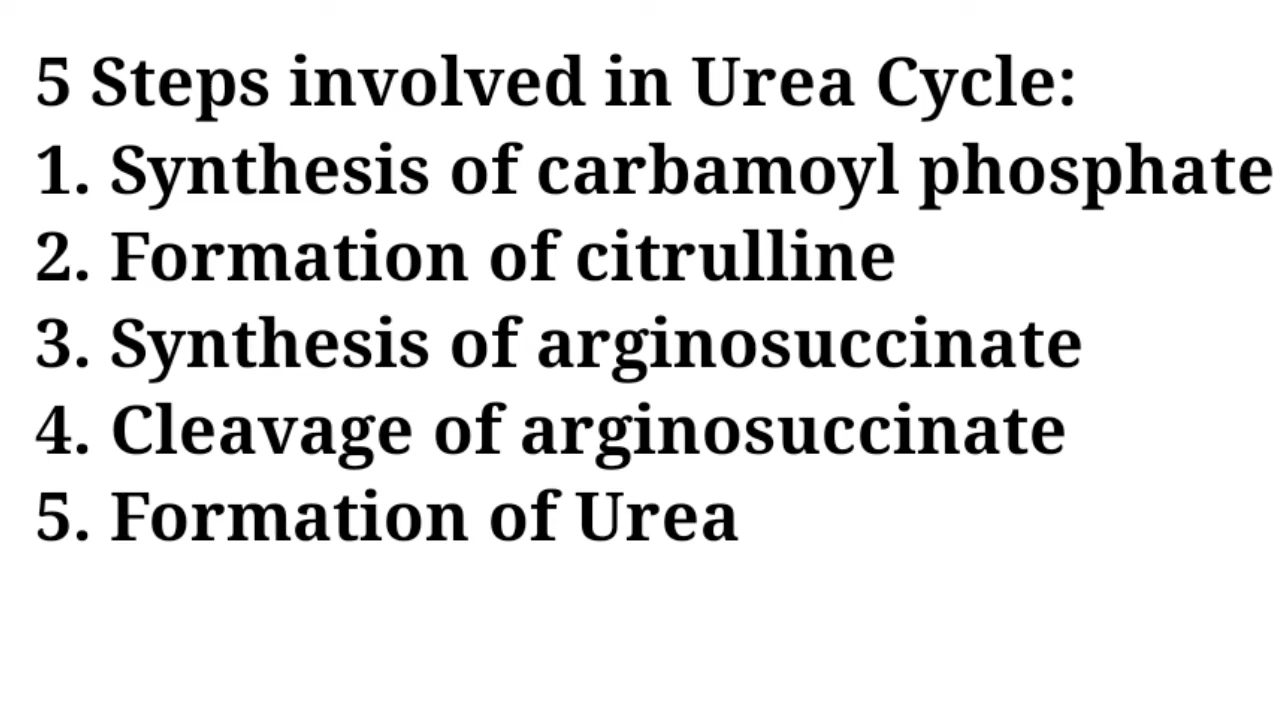 5 Steps involved in Urea Cycle:
1. Synthesis of carbamoyl phosphate
2. Formation of citrulline
3. Synthesis of arginosuccinate
4. Cleavage of arginosuccinate
5. Formation of Urea